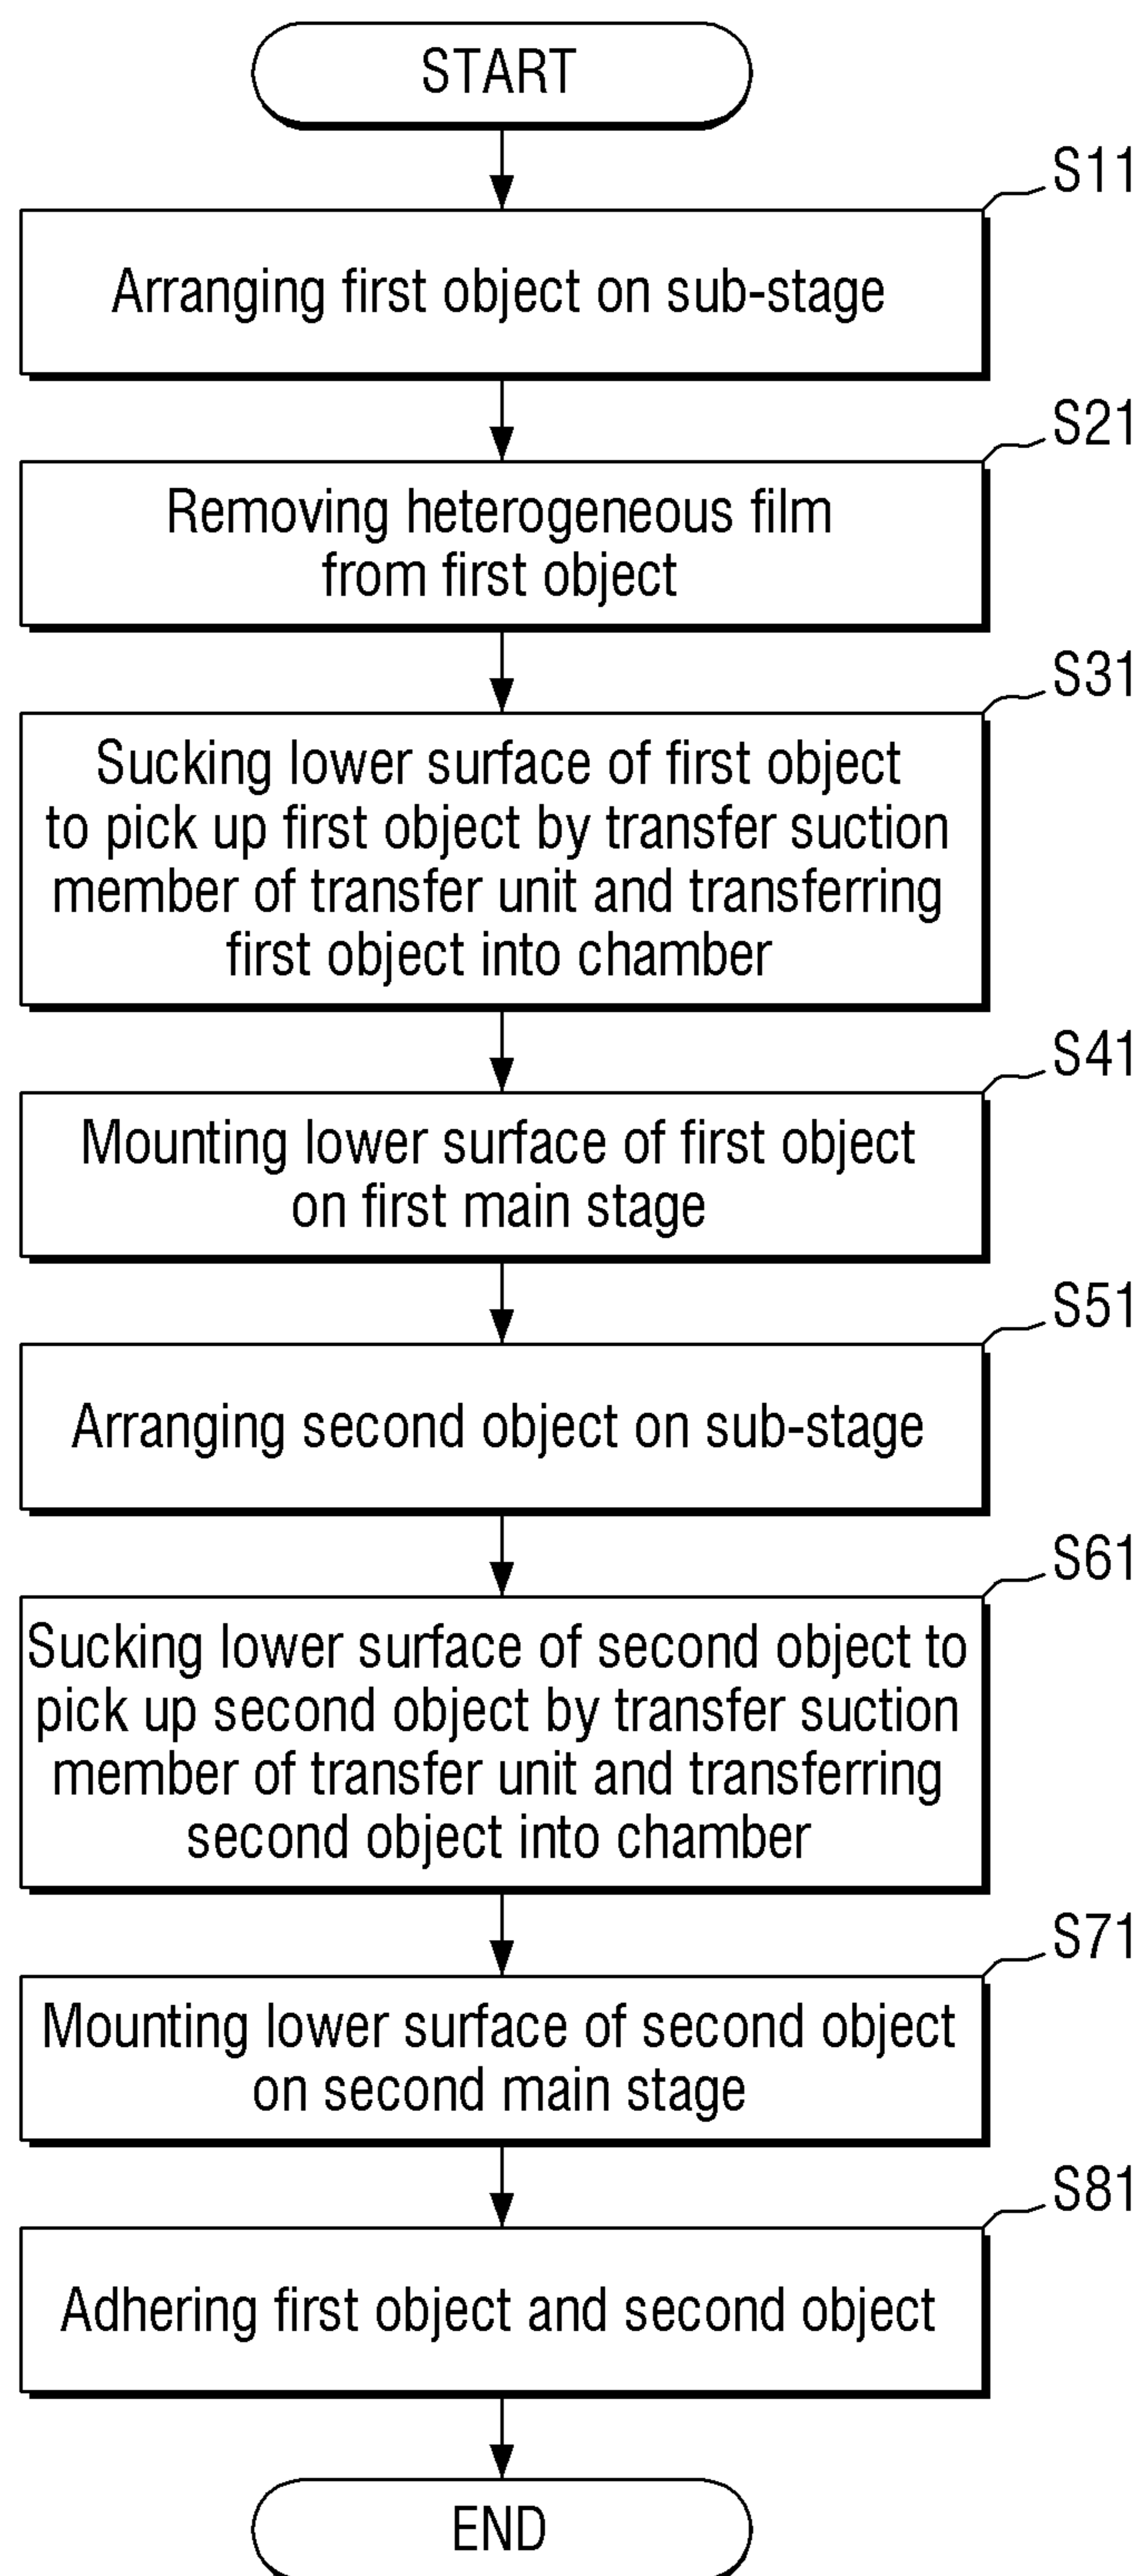 START
S11
Arranging first object on sub-stage
S21
Removing heterogeneous film
from first object
S31
Sucking lower surface of first object
to pick up first object by transfer suction
member of transfer unit and transferring
first object into chamber
S41
Mounting lower surface of first object
on first main stage
S51
Arranging second object on sub-stage
S61
Sucking lower surface of second object to
pick up second object by transfer suction
member of transfer unit and transferring
second object into chamber
S71
Mounting lower surface of second object
on second main stage
S81
Adhering first object and second object
END